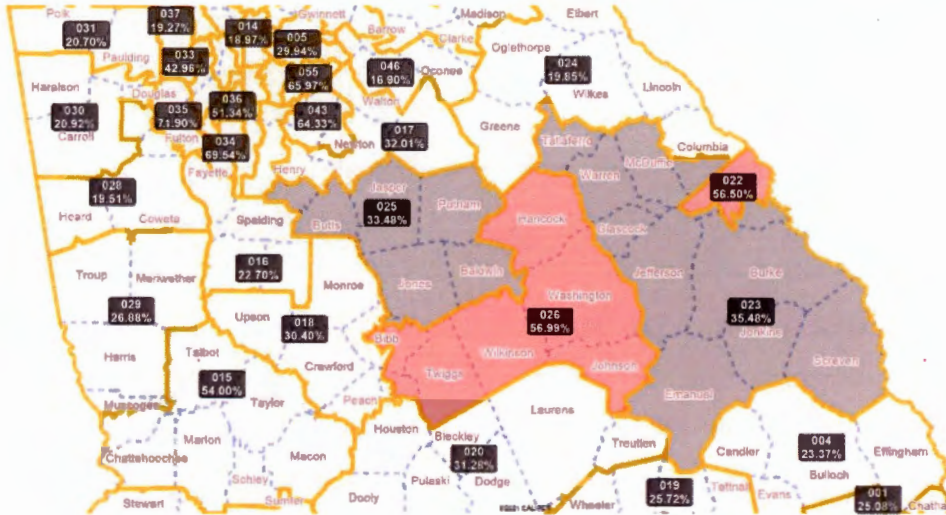 Polk
031
20.70%
037
19.27%
014
18.97%
Gwinnett
005
29.94%
Barrow
Madison
Elbert
Clarke
Oglethorpe
024
19.85%
Paulding
033
42.96%
055
65.97%
046
16.90%
Oconee
Haralson
Douglas
Walton
Wilkes
Lincoln
030
20.92%
Carroll
035
71.90%
036
51.34%
043
64.33%
Fulton
Newton
017
32.01%
Greene
Taliaferro
Columbia
034
69.54%
Fayette
Henry
McDuffie
Warren
022
56.50%
028
19.51%
Heard
Coweta
Spalding
Butts
Jasper
025
33.48%
Putnam
Hancock
Glascock
016
22.70%
Troup
Meriwether
Monroe
Jones
Baldwin
Washington
Jefferson
Burke
029
26.88%
Upson
018
30.40%
Bibb
026
56.99%
023
35.48%
Jenkins
Harris
Talbot
Crawford
Twiggs
Wilkinson
Johnson
Screven
015
54.00%
Muscogee
Taylor
Peach
Emanuel
Laurens
Houston
Bleckley
Treutlen
Candler
004
23.37%
Bulloch
Effingham
Chattahoochee
Marion
Macon
020
31.28%
Pulaski
Dodge
Schley
019
25.72%
Tattnall
Evans
Stewart
Sumter
Dooly
Wheeler
001
25.08%